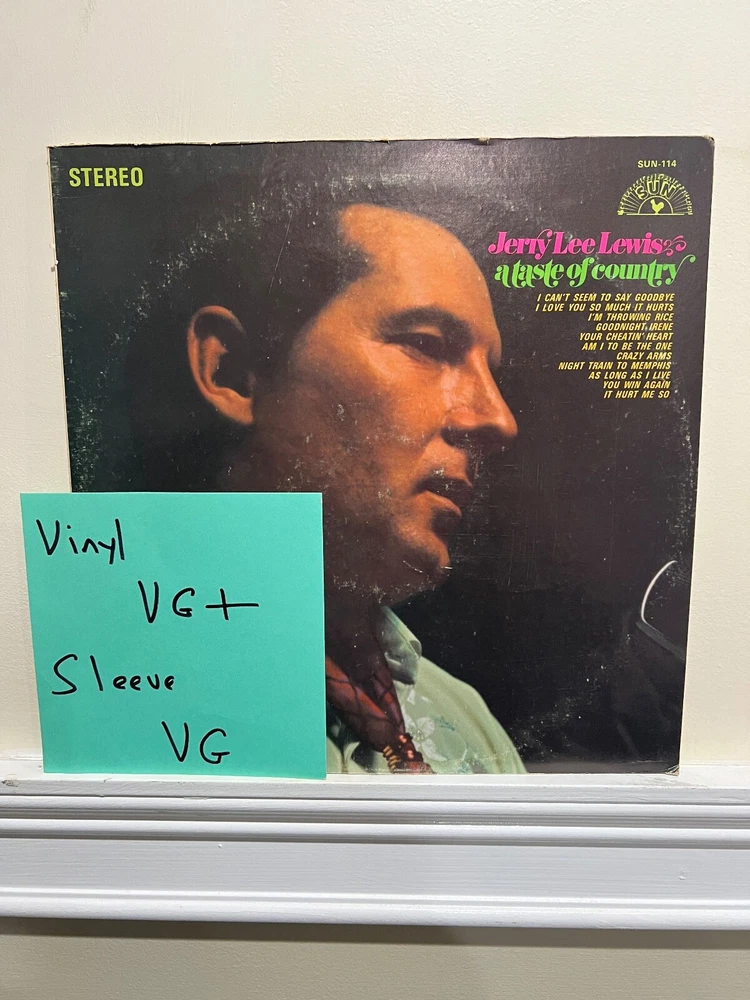 STEREO
SUN-114
SUN
Jerry Lee Lewis
a taste of country
I CAN'T SEEM TO SAY GOODBYE
I LOVE YOU SO MUCH IT HURTS
I'M THROWING RICE
GOODNIGHT, IRENE
YOUR CHEATIN' HEART
AM I TO BE THE ONE
CRAZY ARMS
NIGHT TRAIN TO MEMPHIS
AS LONG AS I LIVE
YOU WIN AGAIN
IT HURT ME SO
Vinyl
VG+
Sleeve
VG